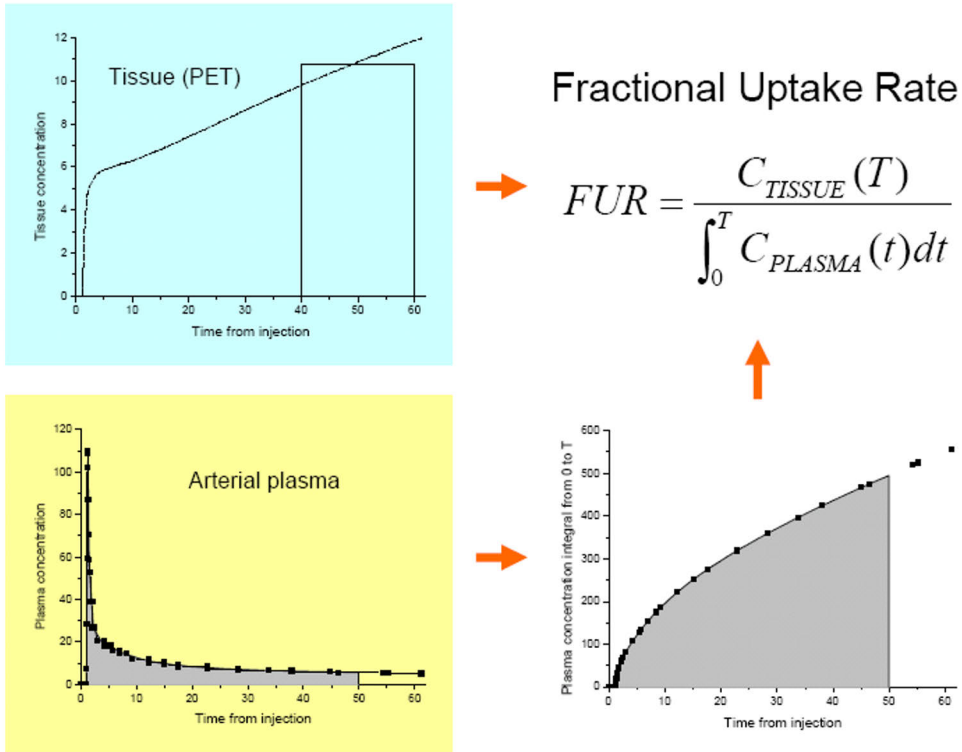 Tissue (PET)
Tissue concentration
12
10
8
6
4
2
0
0 10 20 30 40 50 60
Time from injection
Fractional Uptake Rate
FUR = C_TISSUE (T) / ∫_0^T C_PLASMA (t)dt
Arterial plasma
Plasma concentration
120
100
80
60
40
20
0
0 10 20 30 40 50 60
Time from injection
Plasma concentration integral from 0 to T
600
500
400
300
200
100
0
0 10 20 30 40 50 60
Time from injection